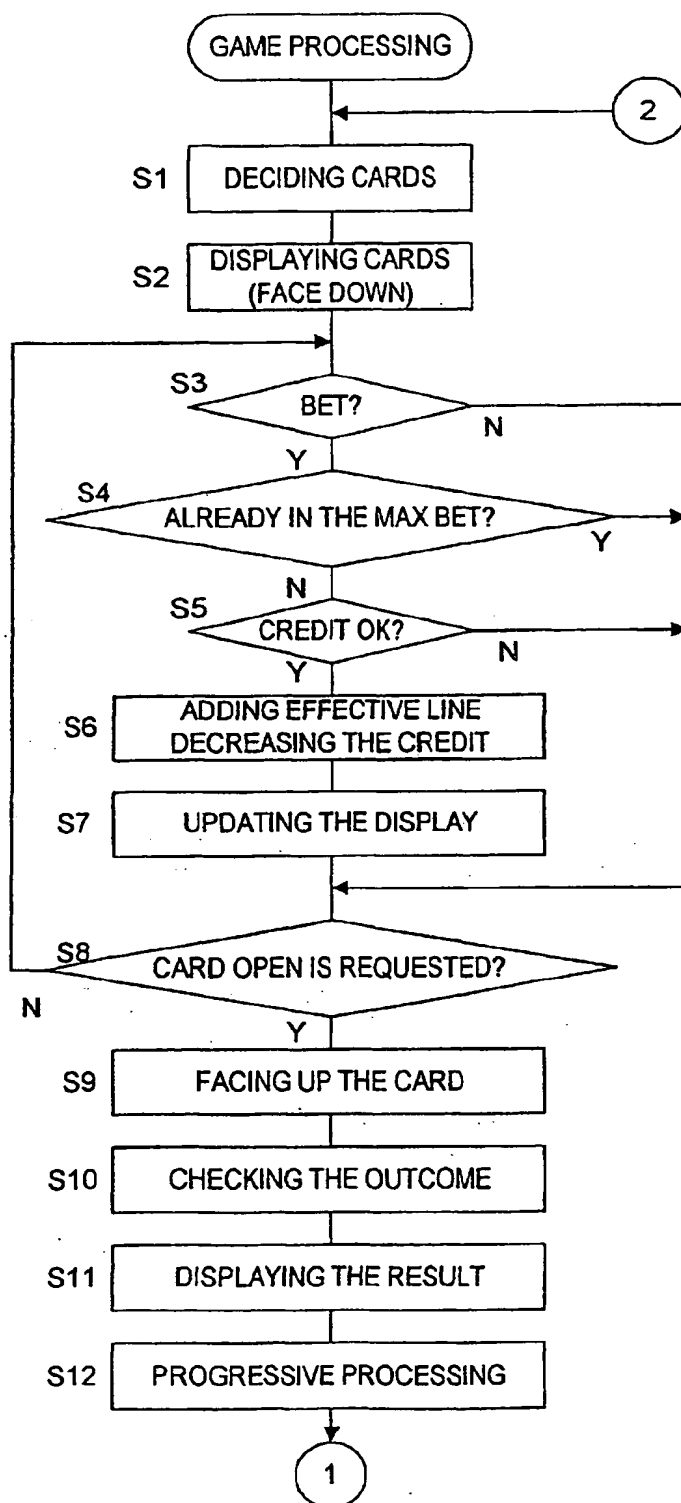 GAME PROCESSING
2
S1 DECIDING CARDS
S2 DISPLAYING CARDS
(FACE DOWN)
S3 BET?
N
Y
S4 ALREADY IN THE MAX BET?
Y
N
S5 CREDIT OK?
N
Y
S6 ADDING EFFECTIVE LINE
DECREASING THE CREDIT
S7 UPDATING THE DISPLAY
S8 CARD OPEN IS REQUESTED?
N
Y
S9 FACING UP THE CARD
S10 CHECKING THE OUTCOME
S11 DISPLAYING THE RESULT
S12 PROGRESSIVE PROCESSING
1